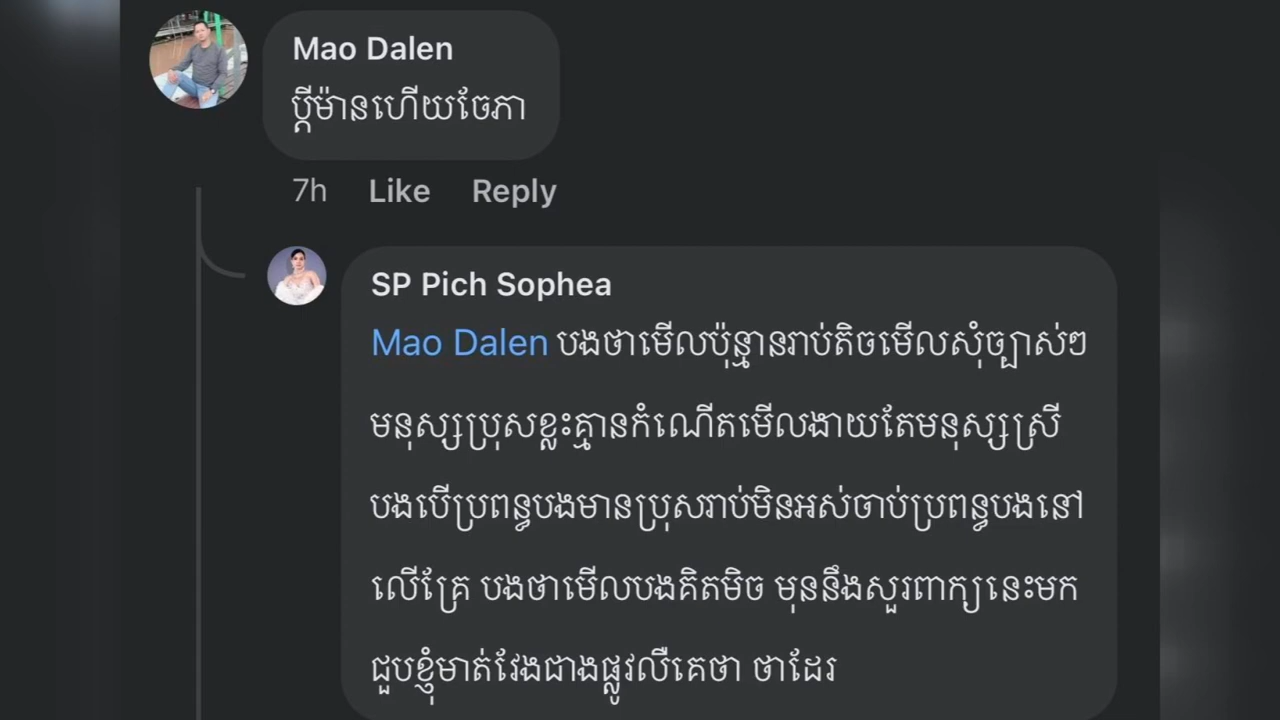 Mao Dalen
ប្ដីម៉ានហើយចែភា
7h Like Reply
SP Pich Sophea
Mao Dalen បងថាមើលប៉ុន្មានរាប់តិចមើលសុំច្បាស់ៗ
មនុស្សប្រុសខ្លះគ្មានកំណើតមើលងាយតែមនុស្សស្រី
បងបើប្រពន្ធបងមានប្រុសរាប់មិនអស់ចាប់ប្រពន្ធបងនៅ
លើគ្រែ បងថាមើលបងគិតមិច មុននឹងសួរពាក្យនេះមក
ជួបខ្ញុំមាត់វែងជាងផ្លូវលឺគេថា ថាដែរ